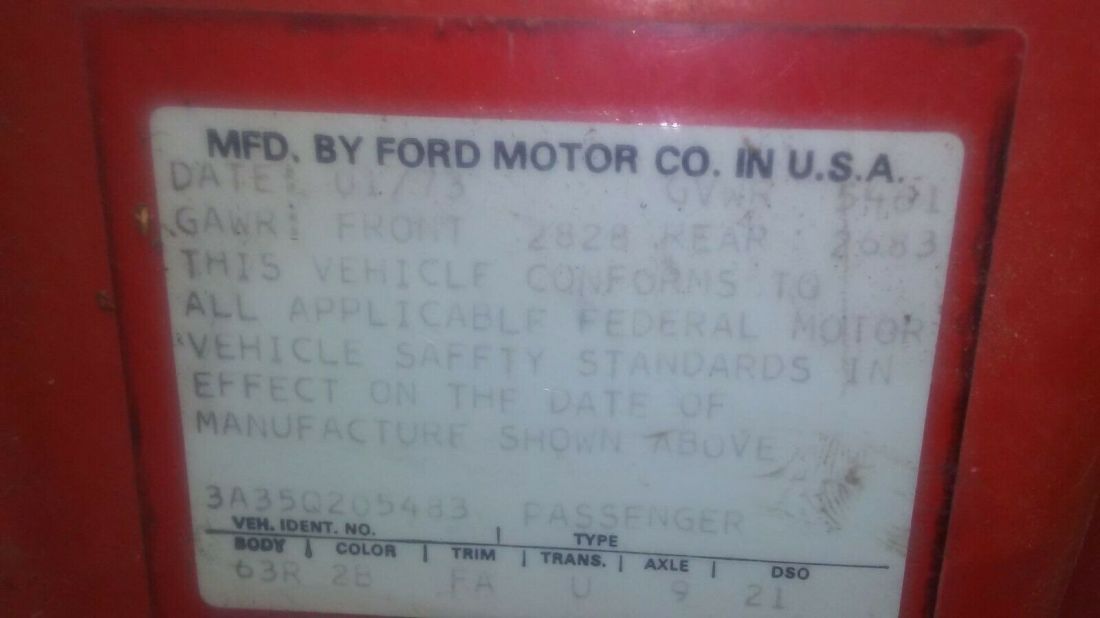 MFD. BY FORD MOTOR CO. IN U.S.A.
DATE: 01/73 GVWR 5461
GAWR: FRONT 2828 REAR 2683
THIS VEHICLE CONFORMS TO
ALL APPLICABLE FEDERAL MOTOR
VEHICLE SAFFTY STANDARDS IN
EFFECT ON THE DATE OF
MANUFACTURE SHOWN ABOVE
3A35Q205483 PASSENGER
VEH. IDENT. NO. | TYPE
BODY | COLOR | TRIM | TRANS. | AXLE | DSO
63R 2B FA U 9 21